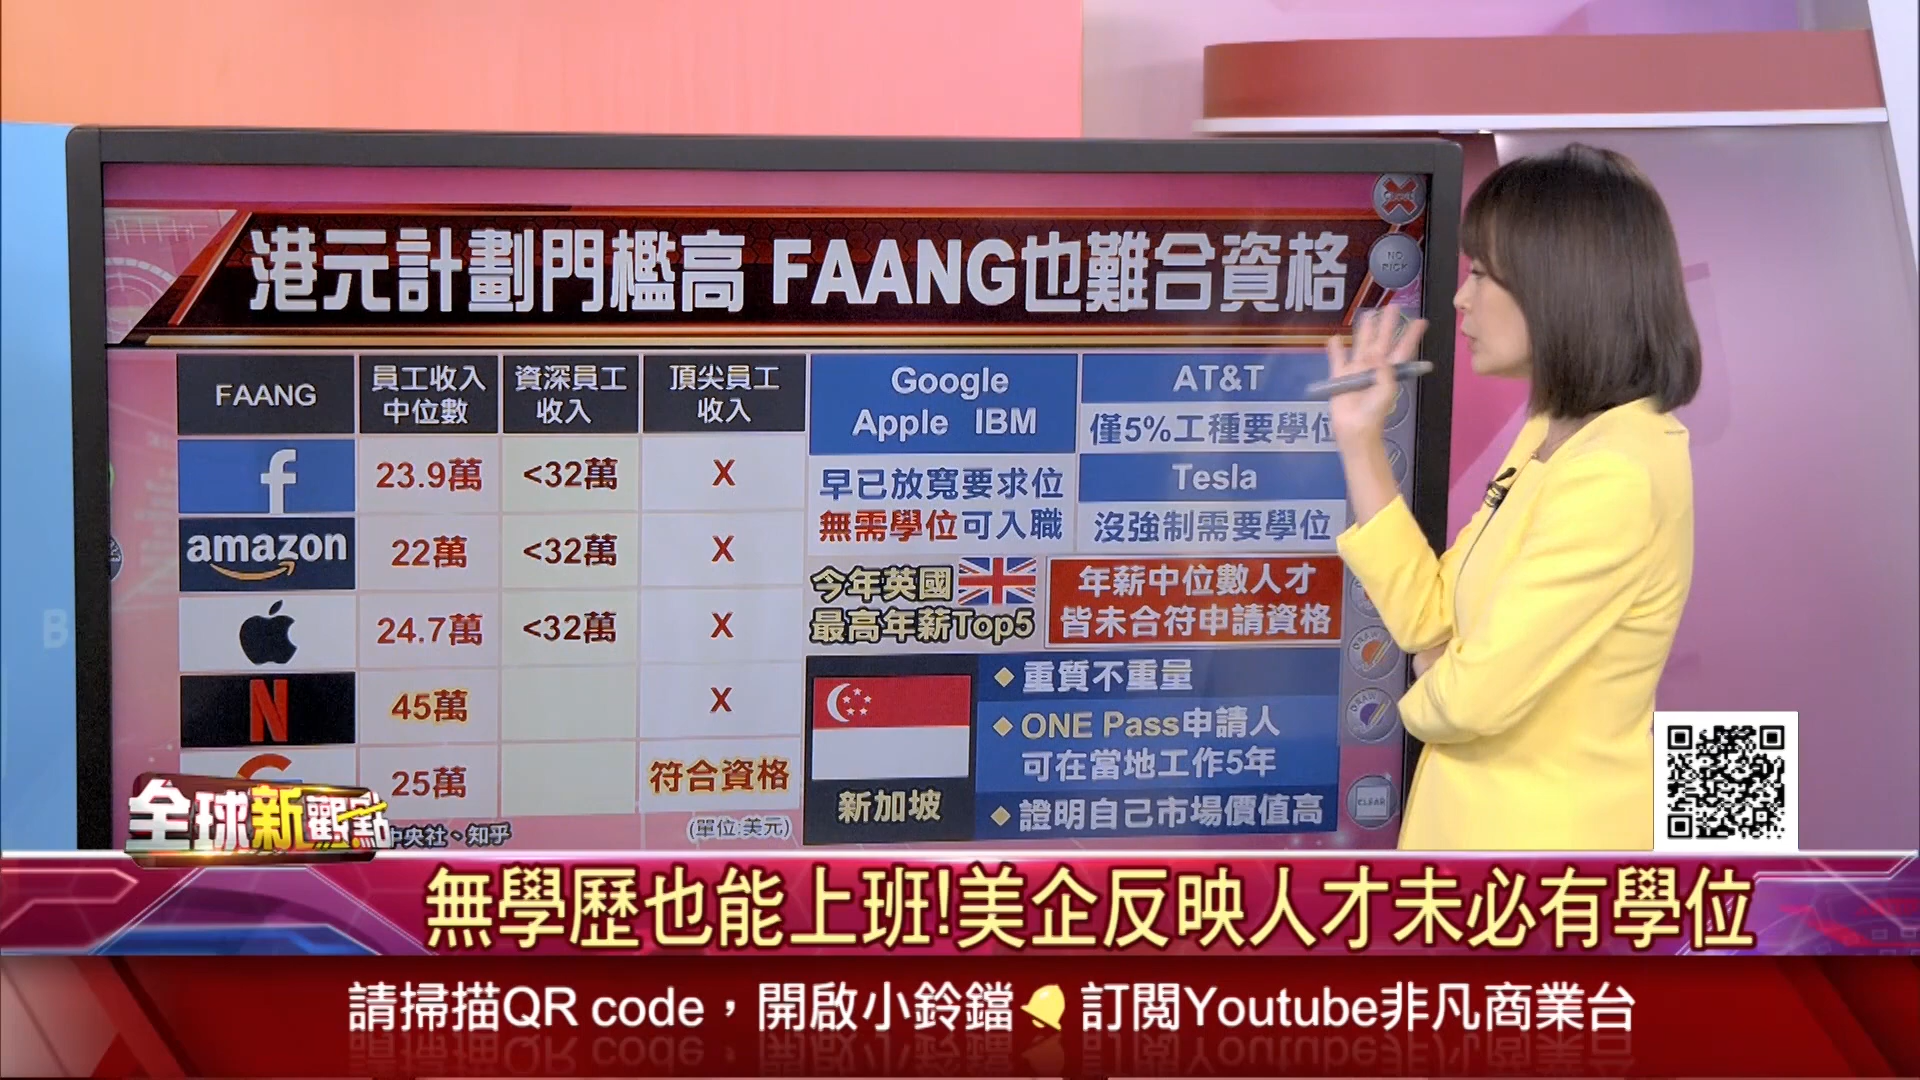 港元計劃門檻高 FAANG也難合資格
FAANG
員工收入
中位數
資深員工
收入
頂尖員工
收入
23.9萬
<32萬
X
amazon
22萬
<32萬
X
24.7萬
<32萬
X
N
45萬
X
25萬
符合資格
中央社、知乎
(單位:美元)
Google
Apple IBM
早已放寬要求位
無需學位可入職
AT&T
僅5%工種要學位
Tesla
沒強制需要學位
今年英國
最高年薪Top5
年薪中位數人才
皆未合符申請資格
新加坡
重質不重量
ONE Pass申請人
可在當地工作5年
證明自己市場價值高
NO
PICK
DRAW
DRAW
CLEAR
B
全球新觀點
無學歷也能上班!美企反映人才未必有學位
請掃描QR code，開啟小鈴鐺🔔訂閱Youtube非凡商業台